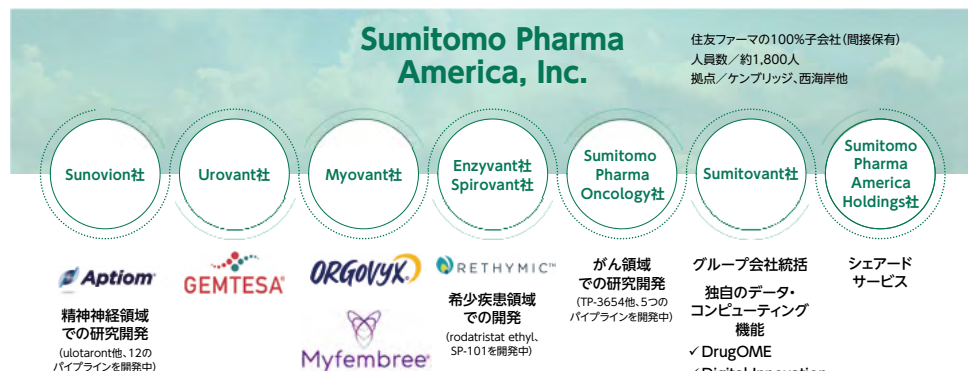 Sumitomo Pharma
America, Inc.
住友ファーマの100%子会社(間接保有)
人員数／約1,800人
拠点／ケンブリッジ、西海岸他
Sunovion社
Urovant社
Myovant社
Enzyvant社
Spirovant社
Sumitomo
Pharma
Oncology社
Sumitovant社
Sumitomo
Pharma
America
Holdings社
Aptiom®
精神神経領域
での研究開発
(ulotaront他、12の
パイプラインを開発中)
GEMTESA®
ORGOVYX®
Myfembree®
RETHYMIC™
希少疾患領域
での開発
(rodatristat ethyl、
SP-101を開発中)
がん領域
での研究開発
(TP-3654他、5つの
パイプラインを開発中)
グループ会社統括
独自のデータ・
コンピューティング
機能
✓ DrugOME
✓ Digital Innovation
シェアード
サービス